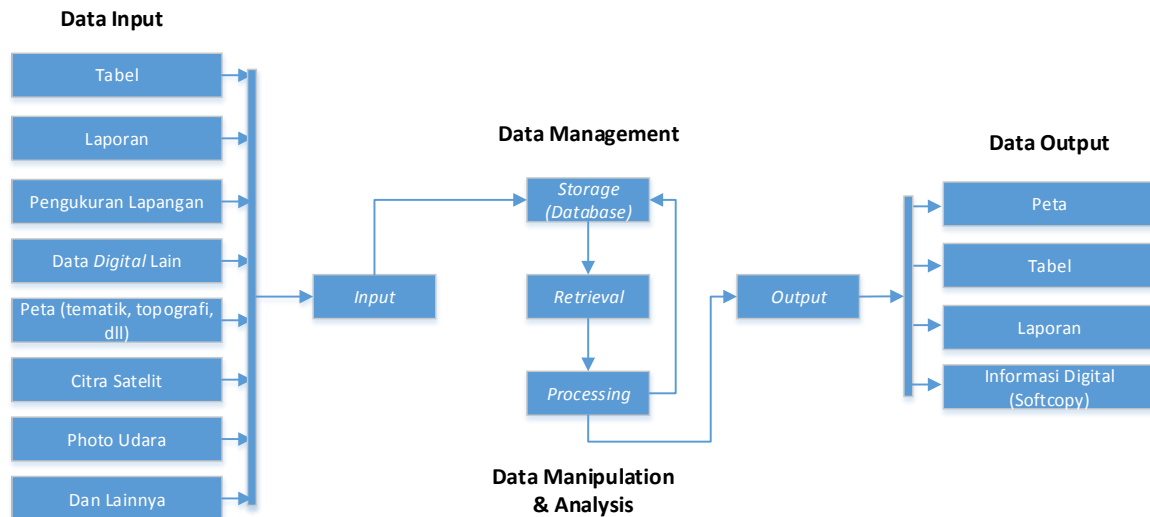 Data Input
Tabel
Laporan
Pengukuran Lapangan
Data Digital Lain
Peta (tematik, topografi,
dll)
Citra Satelit
Photo Udara
Dan Lainnya
Input
Data Management
Storage
(Database)
Retrieval
Processing
Data Manipulation
& Analysis
Output
Data Output
Peta
Tabel
Laporan
Informasi Digital
(Softcopy)